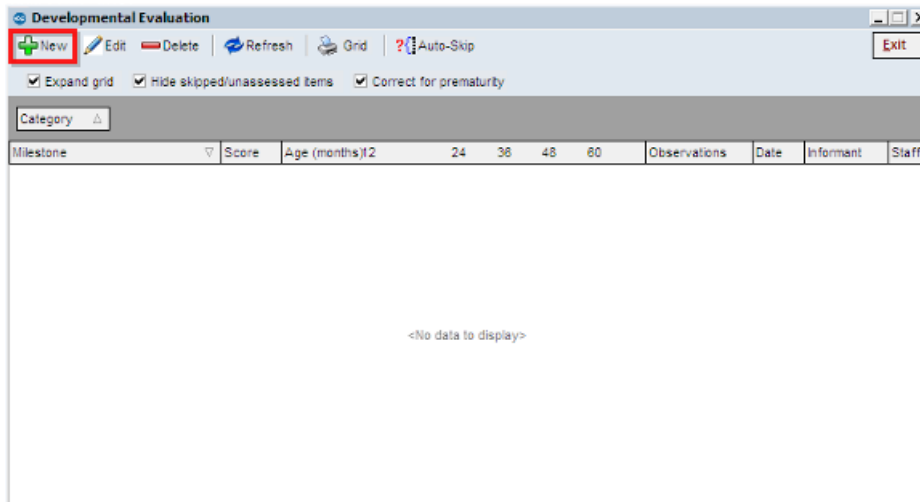 Developmental Evaluation
New Edit Delete Refresh Grid ?{ Auto-Skip Exit
Expand grid Hide skipped/unassessed items Correct for prematurity
Category
Milestone Score Age (months)12 24 36 48 60 Observations Date Informant Staff
<No data to display>